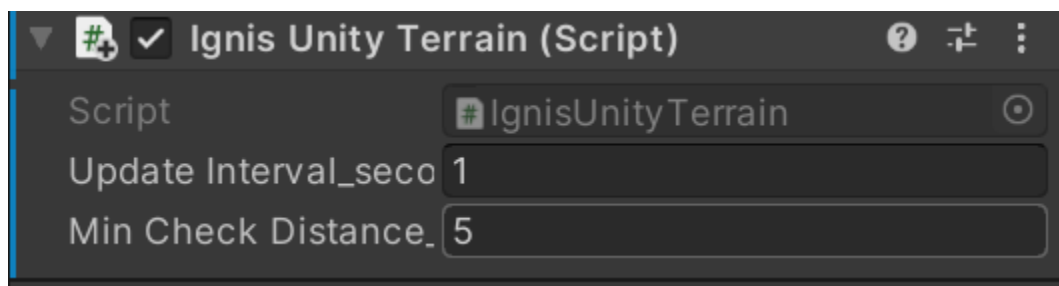 Ignis Unity Terrain (Script)
Script IgnisUnityTerrain
Update Interval_seco 1
Min Check Distance_ 5